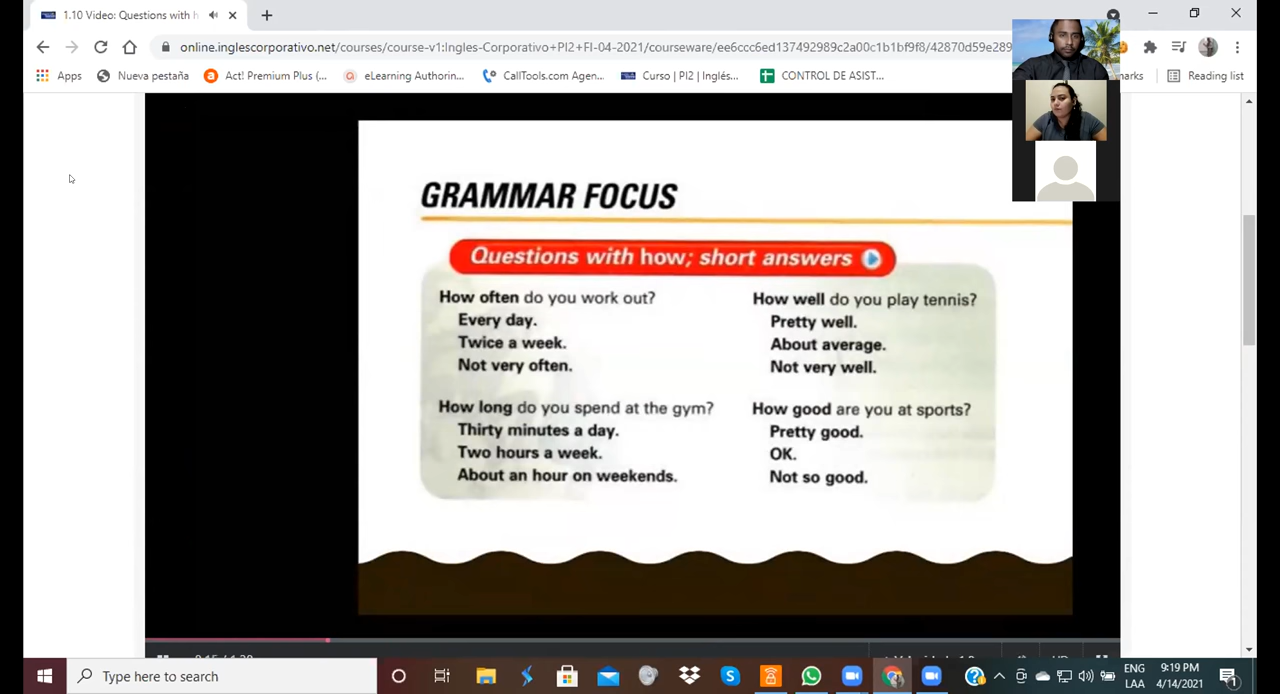 1.10 Video: Questions with h
online.inglescorporativo.net/courses/course-v1:Ingles-Corporativo+PI2+FI-04-2021/courseware/ee6ccc6ed137492989c2a00c1b1bf9f8/42870d59e289
Apps
Nueva pestaña
Act! Premium Plus (...
eLearning Authorin...
CallTools.com Agen...
Curso | PI2 | Inglés...
CONTROL DE ASIST...
marks
Reading list
GRAMMAR FOCUS
Questions with how; short answers
How often do you work out?
Every day.
Twice a week.
Not very often.
How long do you spend at the gym?
Thirty minutes a day.
Two hours a week.
About an hour on weekends.
How well do you play tennis?
Pretty well.
About average.
Not very well.
How good are you at sports?
Pretty good.
OK.
Not so good.
Type here to search
ENG
LAA
9:19 PM
4/14/2021
1